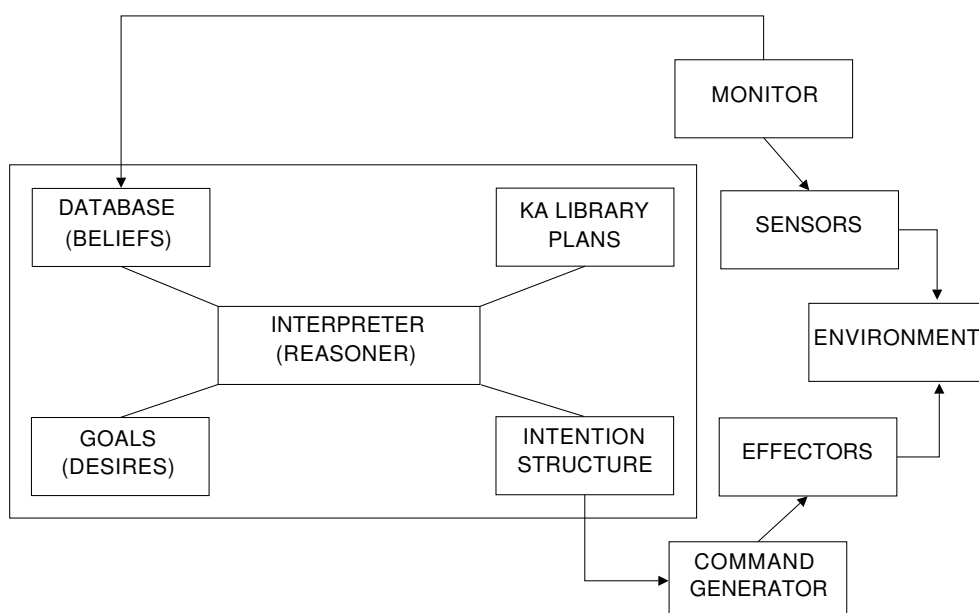 MONITOR
DATABASE
(BELIEFS)
KA LIBRARY
PLANS
SENSORS
INTERPRETER
(REASONER)
ENVIRONMENT
GOALS
(DESIRES)
INTENTION
STRUCTURE
EFFECTORS
COMMAND
GENERATOR